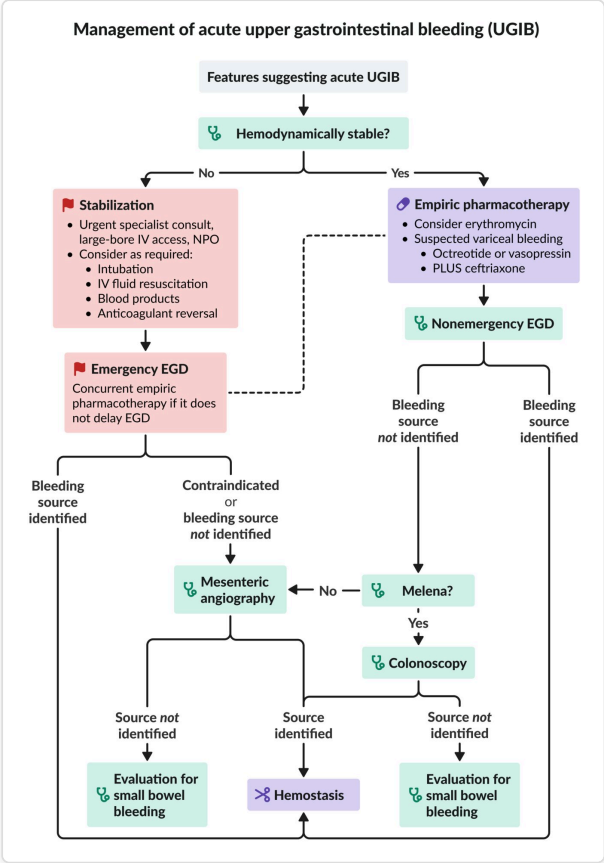 Management of acute upper gastrointestinal bleeding (UGIB)
Features suggesting acute UGIB
Hemodynamically stable?
No
Yes
Stabilization
• Urgent specialist consult,
large-bore IV access, NPO
• Consider as required:
• Intubation
• IV fluid resuscitation
• Blood products
• Anticoagulant reversal
Empiric pharmacotherapy
• Consider erythromycin
• Suspected variceal bleeding
• Octreotide or vasopressin
• PLUS ceftriaxone
Nonemergency EGD
Emergency EGD
Concurrent empiric
pharmacotherapy if it does
not delay EGD
Bleeding
source
not identified
Bleeding
source
identified
Bleeding
source
identified
Contraindicated
or
bleeding source
not identified
Mesenteric
angiography
No
Melena?
Yes
Colonoscopy
Source not
identified
Source
identified
Source not
identified
Evaluation for
small bowel
bleeding
Hemostasis
Evaluation for
small bowel
bleeding